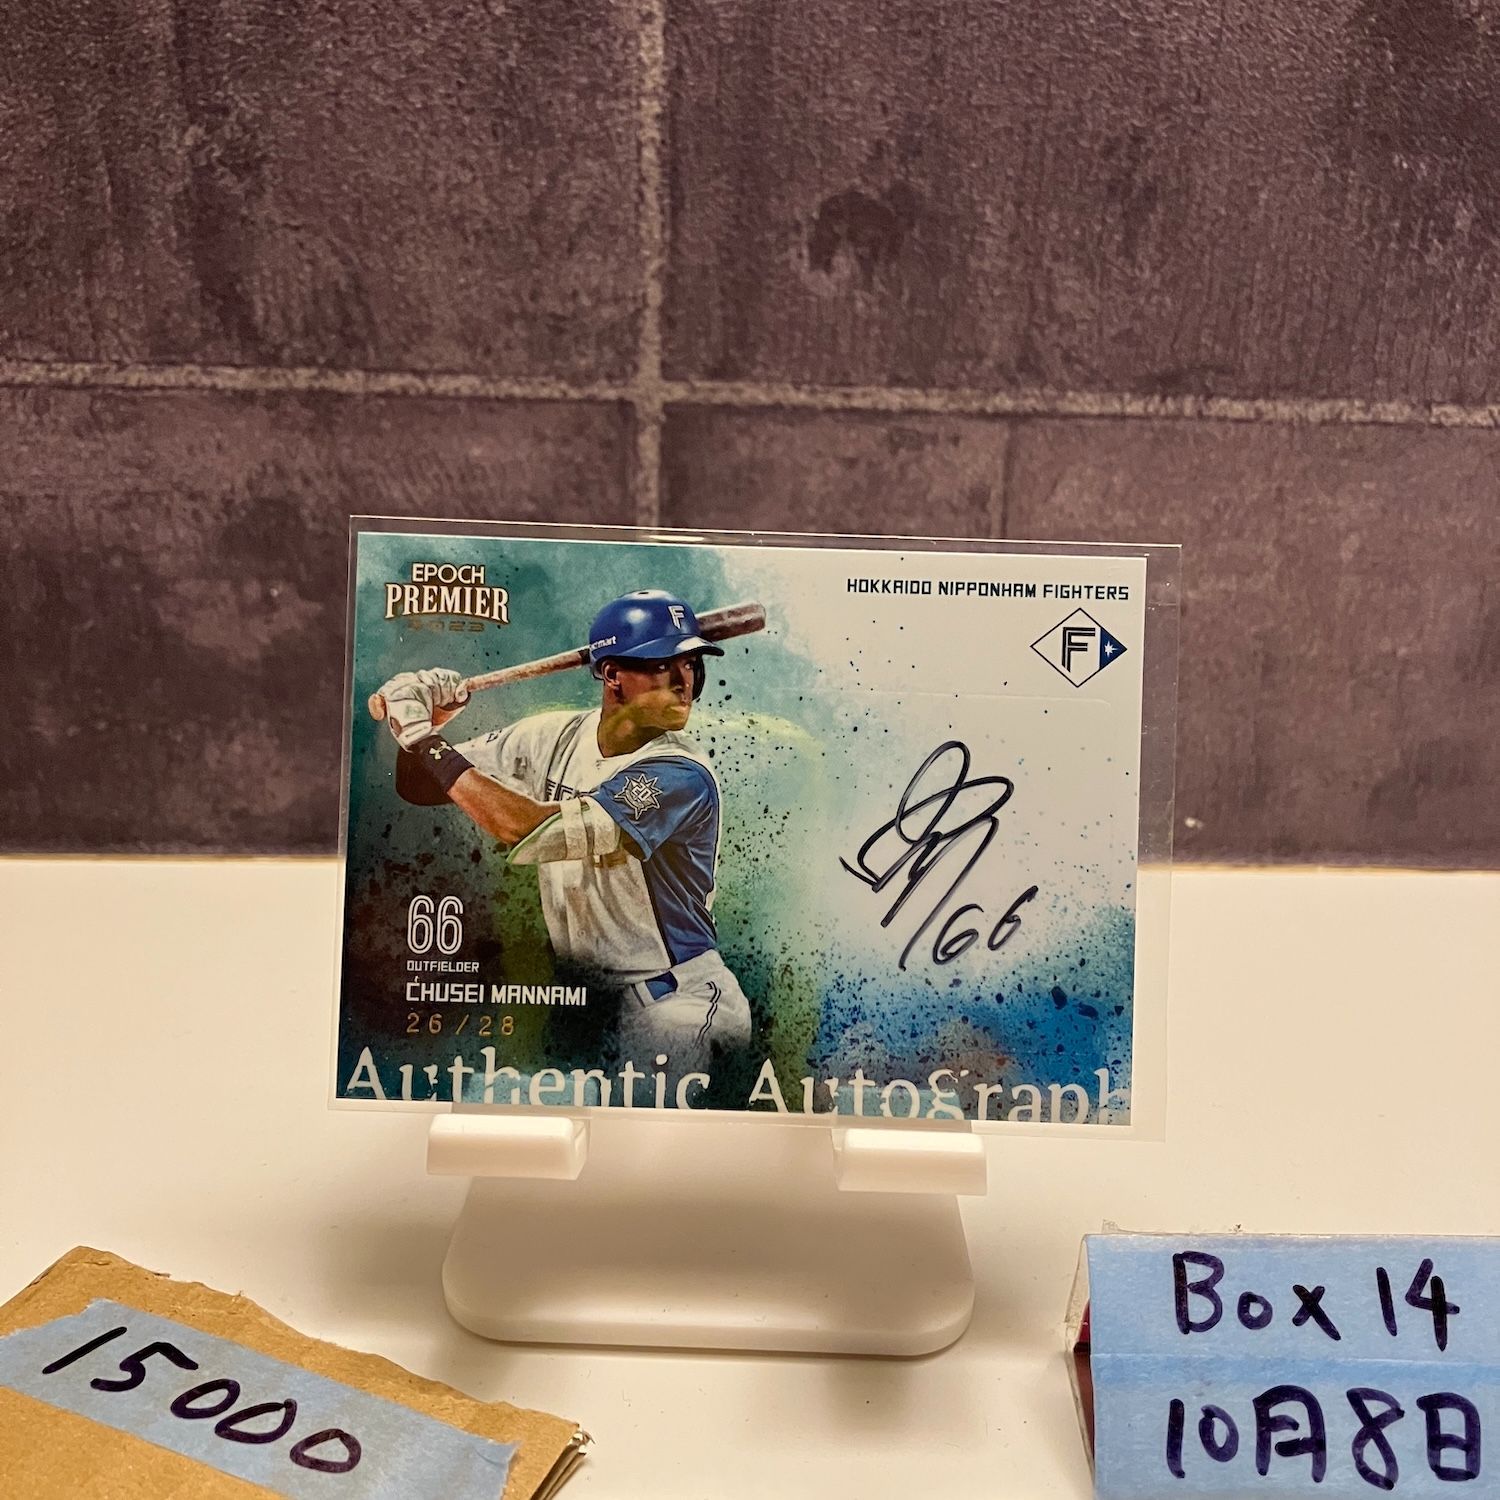 EPOCH
PREMIER
2023
HOKKAIDO NIPPONHAM FIGHTERS
F
F
20
66
66
OUTFIELDER
CHUSEI MANNAMI
26/28
Authentic Autograph
15000
Box 14
10月8日